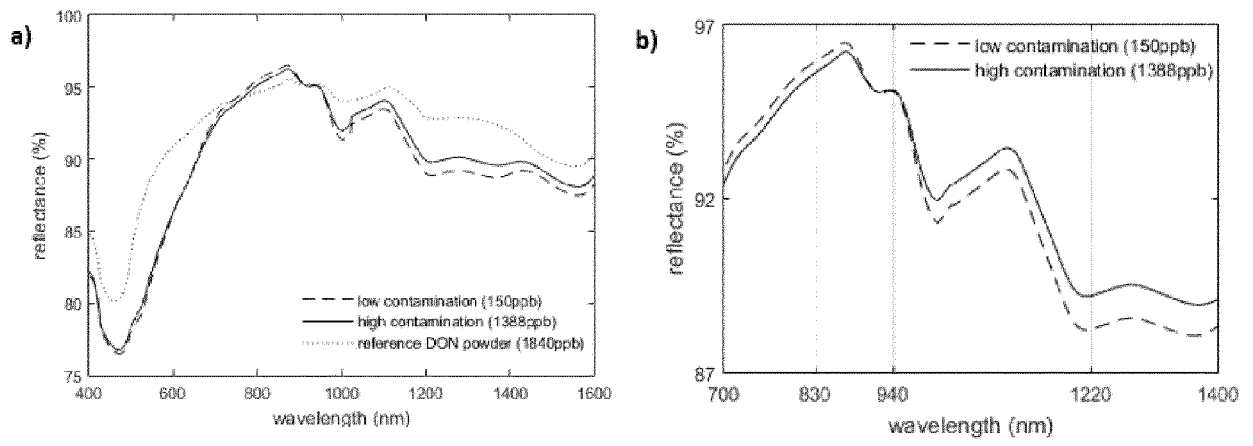 a)
100
95
90
85
80
75
reflectance (%)
low contamination (150ppb)
high contamination (1388ppb)
reference DON powder (1840ppb)
400 600 800 1000 1200 1400 1600
wavelength (nm)
b)
97
92
87
reflectance (%)
low contamination (150ppb)
high contamination (1388ppb)
700 830 940 1220 1400
wavelength (nm)